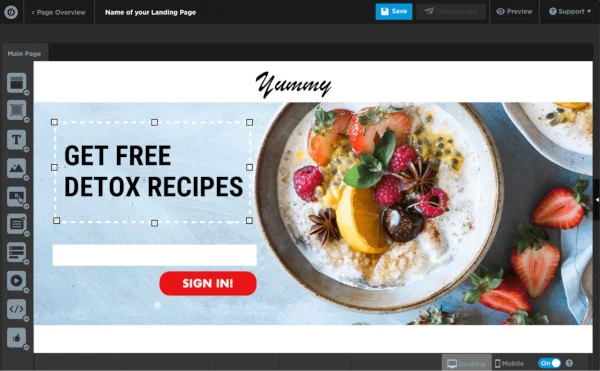 Page Overview
Name of your Landing Page
Save
Preview
Support
Main Page
Yummy
T
GET FREE
DETOX RECIPES
SIGN IN!
</>
Desktop
Mobile
On